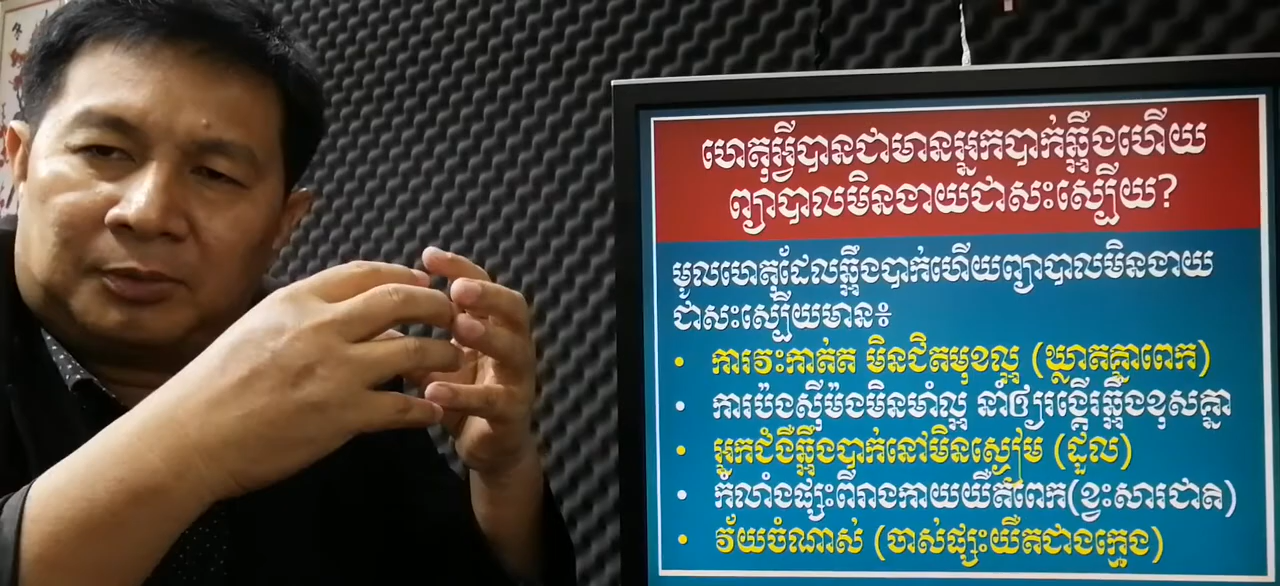 ហេតុអ្វីបានជាមានអ្នកបាក់ឆ្អឹងហើយ
ព្យាបាលមិនងាយជាសះស្បើយ?
មូលហេតុដែលឆ្អឹងបាក់ហើយព្យាបាលមិនងាយ
ជាសះស្បើយមាន៖
• ការវះកាត់ត មិនជិតមុខល្អ (ឃ្លាតគ្នាពេក)
• ការប៉ងស៊ីម៉ងមិនមាំល្អ នាំឲ្យរង្គើរឆ្អឹងខុសគ្នា
• អ្នកជំងឺឆ្អឹងបាក់នៅមិនស្ងៀម (ដួល)
• កំលាំងផ្សះពីរាងកាយយឺតពេក(ខ្វះសារជាតិ)
• វ័យចំណាស់ (ចាស់ផ្សះយឺតជាងក្មេង)